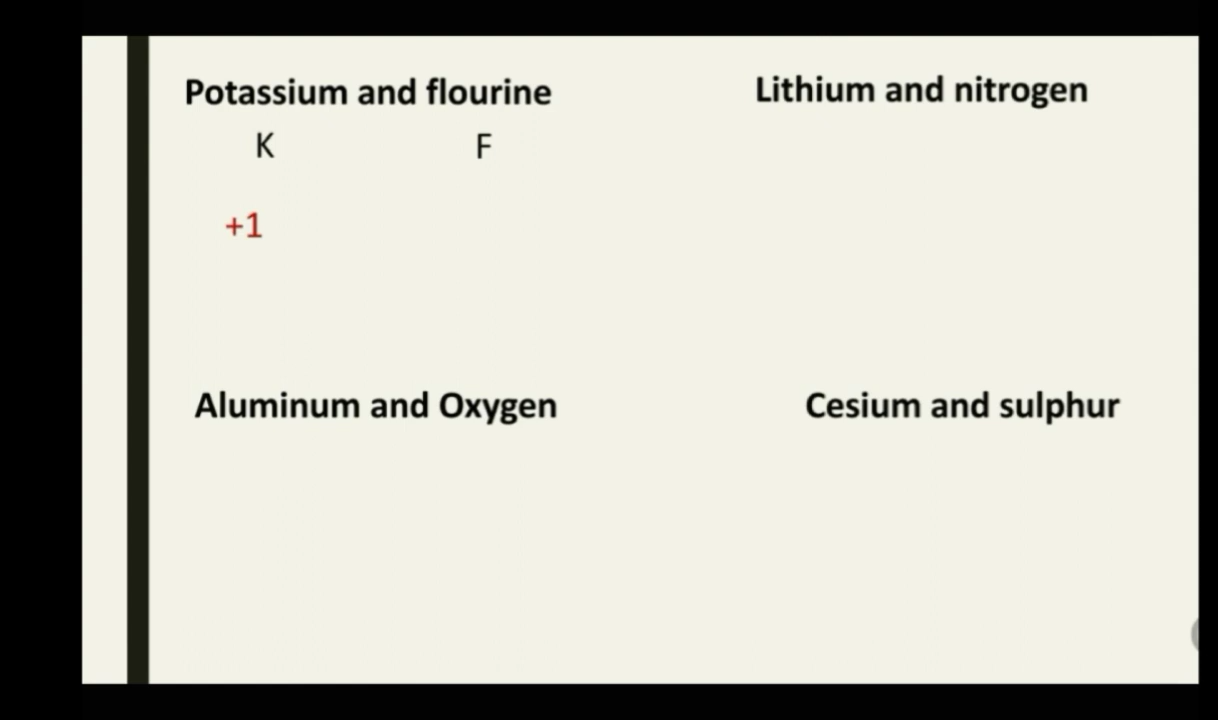 Potassium and flourine
K F
+1
Lithium and nitrogen
Aluminum and Oxygen
Cesium and sulphur